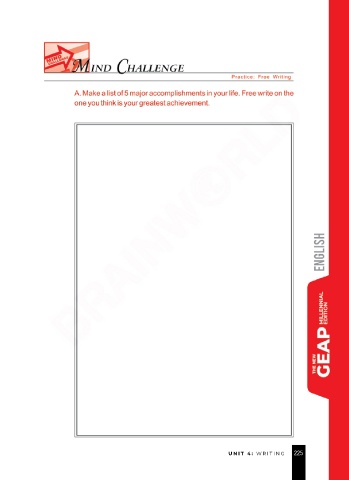 MIND CHALLENGE
Practice: Free Writing
A. Make a list of 5 major accomplishments in your life. Free write on the
one you think is your greatest achievement.
BRAINWORLD
ENGLISH
THE NEW
GEAP MILLENNIAL
EDITION
UNIT 4: WRITING 225